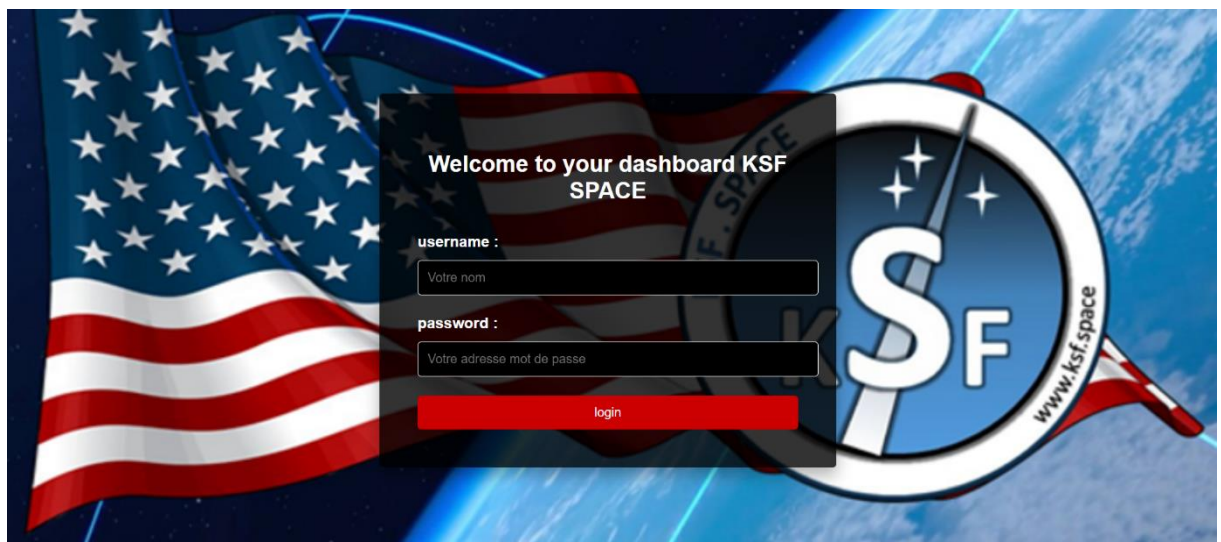 Welcome to your dashboard KSF
SPACE
username :
Votre nom
password :
Votre adresse mot de passe
login
KSF
www.ksf.space